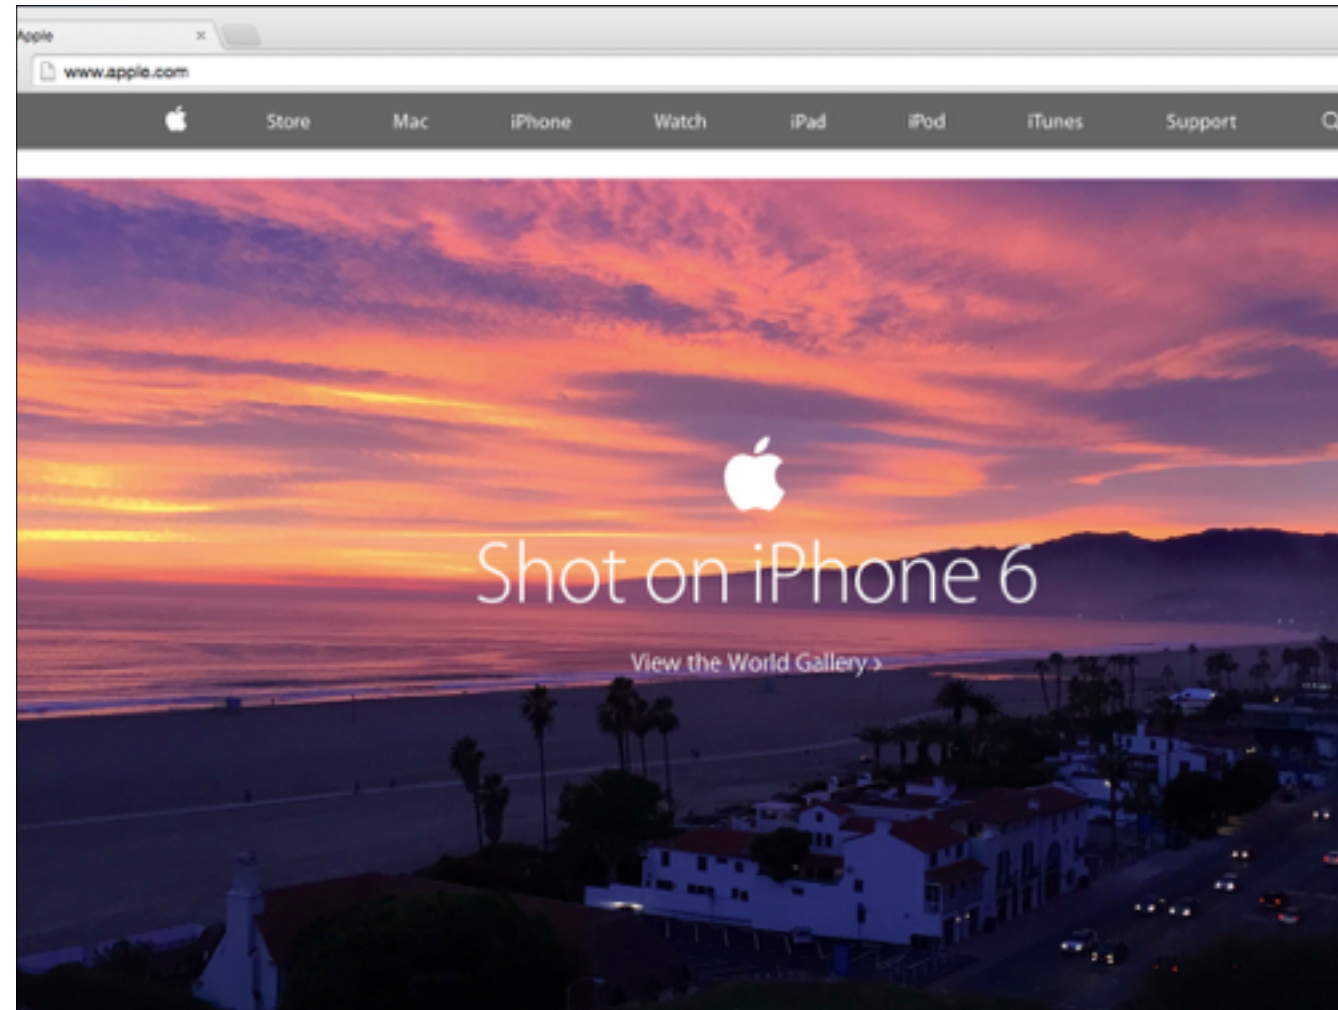 Apple
www.apple.com
Store Mac iPhone Watch iPad iPod iTunes Support
Shot on iPhone 6
View the World Gallery >